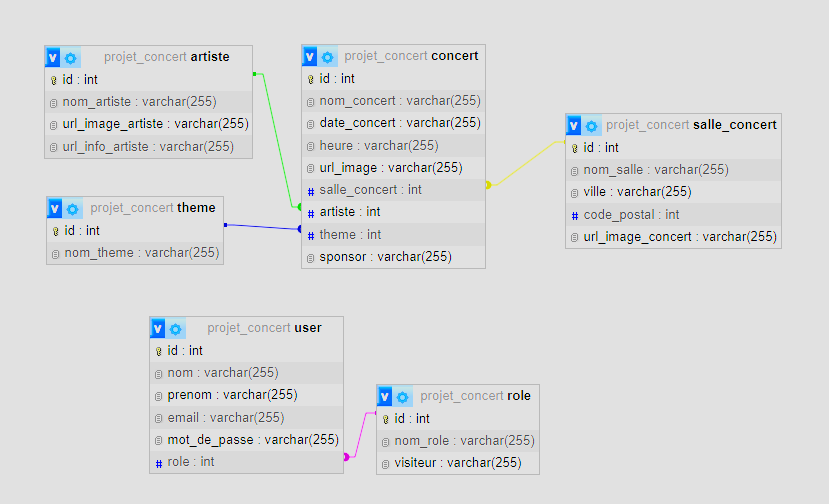 v projet_concert artiste
id : int
nom_artiste : varchar(255)
url_image_artiste : varchar(255)
url_info_artiste : varchar(255)
v projet_concert concert
id : int
nom_concert : varchar(255)
date_concert : varchar(255)
heure : varchar(255)
url_image : varchar(255)
# salle_concert : int
# artiste : int
# theme : int
sponsor : varchar(255)
v projet_concert salle_concert
id : int
nom_salle : varchar(255)
ville : varchar(255)
# code_postal : int
url_image_concert : varchar(255)
v projet_concert theme
id : int
nom_theme : varchar(255)
v projet_concert user
id : int
nom : varchar(255)
prenom : varchar(255)
email : varchar(255)
mot_de_passe : varchar(255)
# role : int
v projet_concert role
id : int
nom_role : varchar(255)
visiteur : varchar(255)